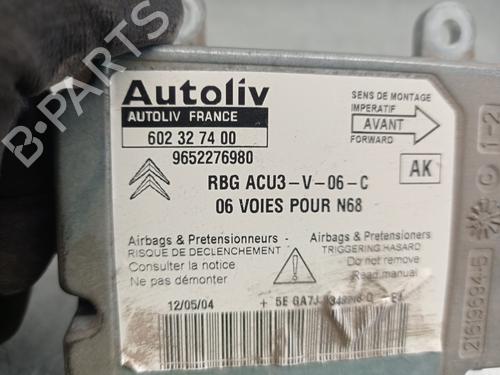 Autoliv
AUTOLIV FRANCE
602 32 74 00
9652276980
SENS DE MONTAGE
IMPERATIF
AVANT
FORWARD
RBG ACU3-V-06-C
AK
06 VOIES POUR N68
Airbags & Pretensionneurs
RISQUE DE DECLENCHEMENT
Consulter la notice
Ne pas démonter
Airbags & Pretensioners
TRIGGERING HASARD
Do not remove
Read manual
12/05/04
1-2
B-PARTS